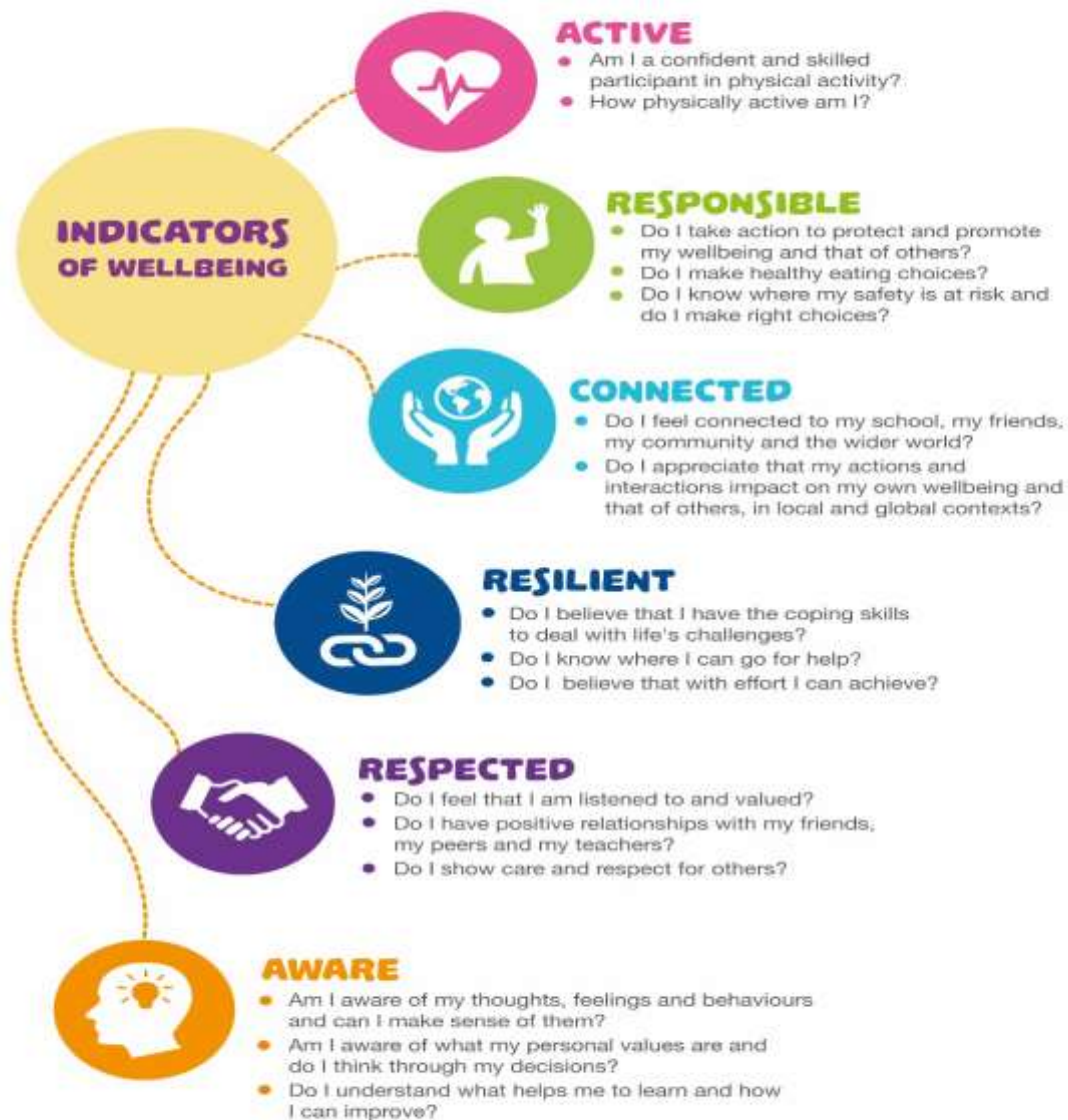 INDICATORS
OF WELLBEING
ACTIVE
• Am I a confident and skilled
participant in physical activity?
• How physically active am I?
RESPONSIBLE
• Do I take action to protect and promote
my wellbeing and that of others?
• Do I make healthy eating choices?
• Do I know where my safety is at risk and
do I make right choices?
CONNECTED
• Do I feel connected to my school, my friends,
my community and the wider world?
• Do I appreciate that my actions and
interactions impact on my own wellbeing and
that of others, in local and global contexts?
RESILIENT
• Do I believe that I have the coping skills
to deal with life's challenges?
• Do I know where I can go for help?
• Do I believe that with effort I can achieve?
RESPECTED
• Do I feel that I am listened to and valued?
• Do I have positive relationships with my friends,
my peers and my teachers?
• Do I show care and respect for others?
AWARE
• Am I aware of my thoughts, feelings and behaviours
and can I make sense of them?
• Am I aware of what my personal values are and
do I think through my decisions?
• Do I understand what helps me to learn and how
I can improve?